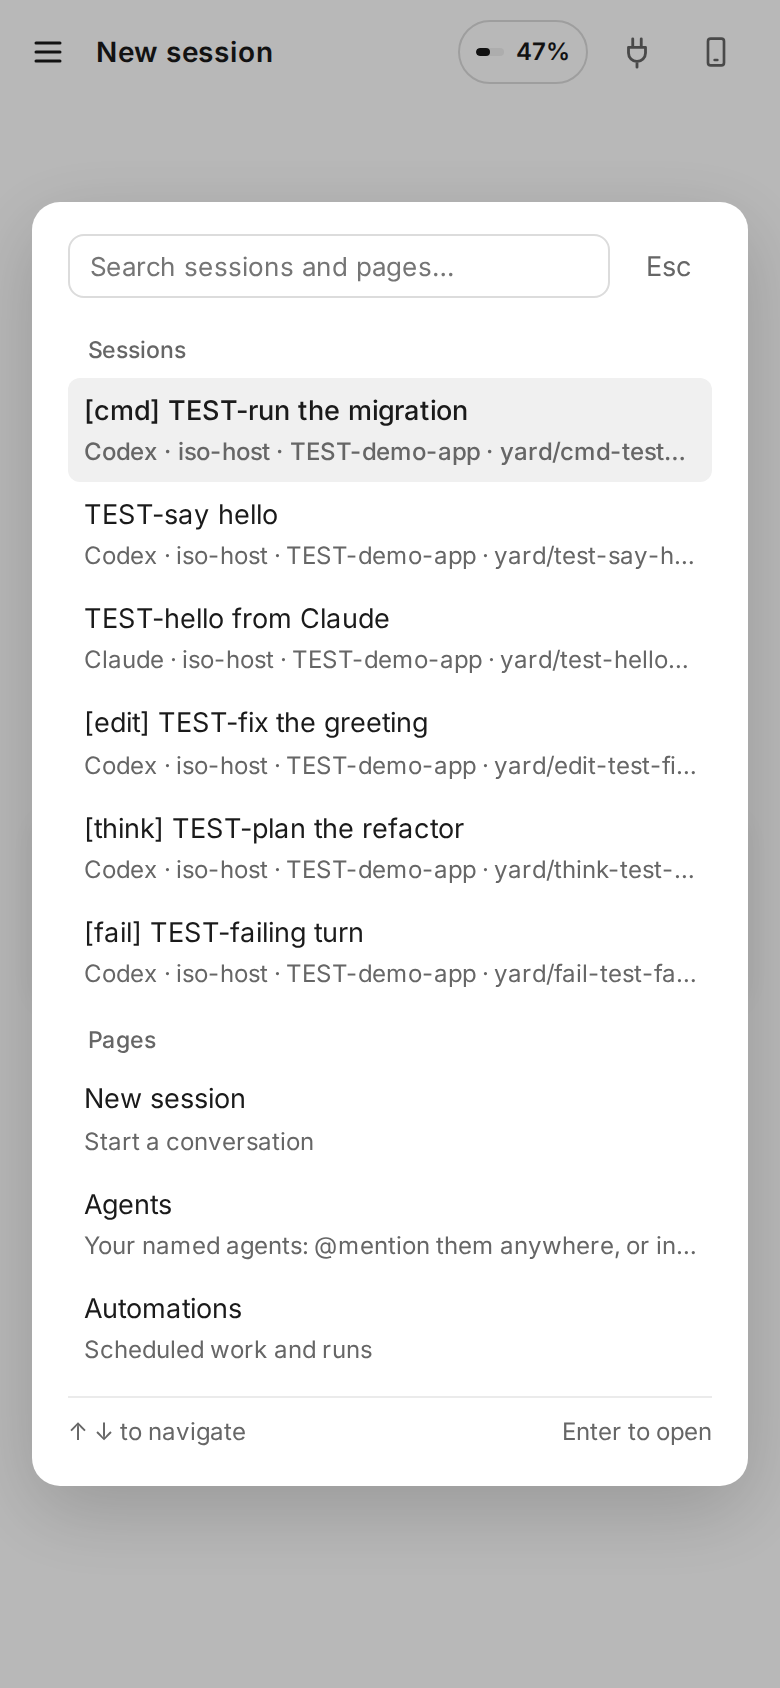 New session
47%
Search sessions and pages...
Esc
Sessions
[cmd] TEST-run the migration
Codex · iso-host · TEST-demo-app · yard/cmd-test...
TEST-say hello
Codex · iso-host · TEST-demo-app · yard/test-say-h...
TEST-hello from Claude
Claude · iso-host · TEST-demo-app · yard/test-hello...
[edit] TEST-fix the greeting
Codex · iso-host · TEST-demo-app · yard/edit-test-fi...
[think] TEST-plan the refactor
Codex · iso-host · TEST-demo-app · yard/think-test-...
[fail] TEST-failing turn
Codex · iso-host · TEST-demo-app · yard/fail-test-fa...
Pages
New session
Start a conversation
Agents
Your named agents: @mention them anywhere, or in...
Automations
Scheduled work and runs
↑ ↓ to navigate
Enter to open